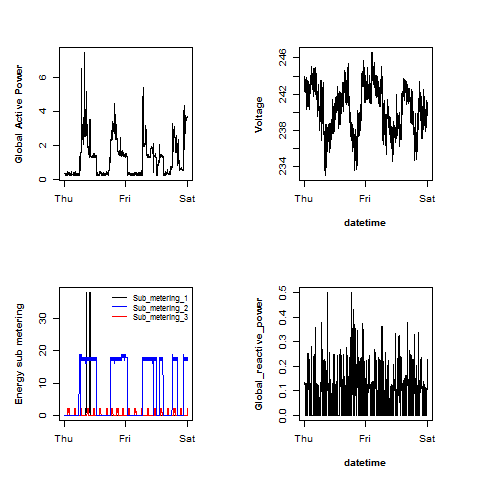 Global Active Power
6
4
2
0
Thu
Fri
Sat
Voltage
246
242
238
234
Thu
Fri
Sat
datetime
Energy sub metering
30
20
10
0
Sub_metering_1
Sub_metering_2
Sub_metering_3
Thu
Fri
Sat
Global_reactive_power
0.5
0.4
0.3
0.2
0.1
0.0
Thu
Fri
Sat
datetime